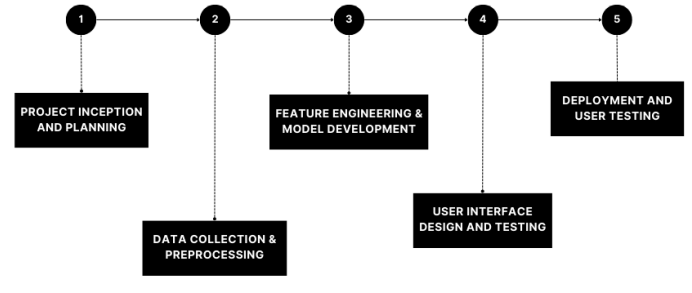 1
2
3
4
5
PROJECT INCEPTION
AND PLANNING
DATA COLLECTION &
PREPROCESSING
FEATURE ENGINEERING &
MODEL DEVELOPMENT
USER INTERFACE
DESIGN AND TESTING
DEPLOYMENT AND
USER TESTING